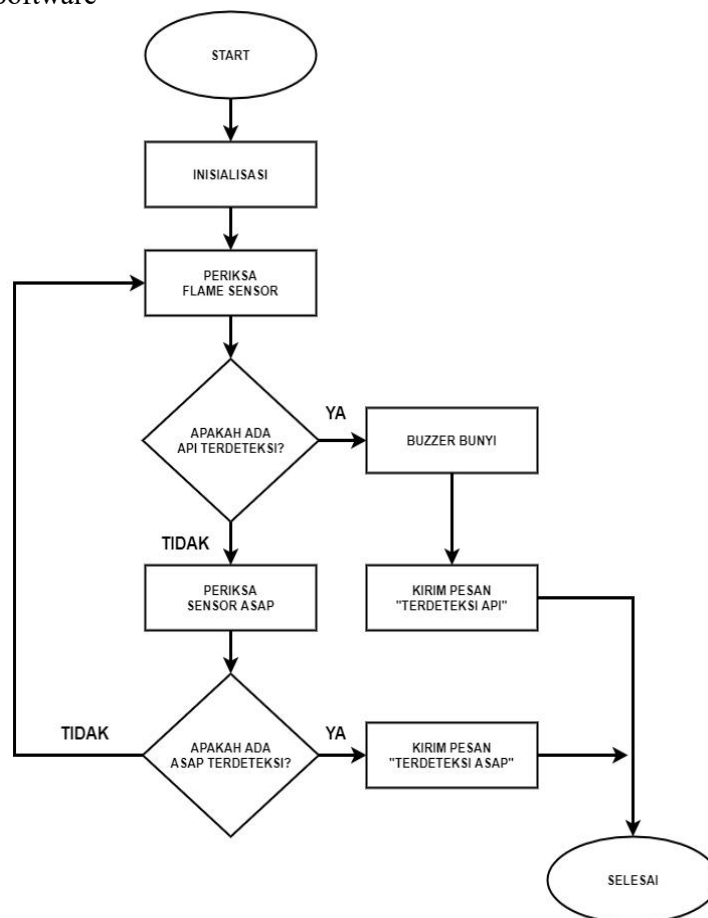 START
INISIALISASI
PERIKSA
FLAME SENSOR
APAKAH ADA
API TERDETEKSI?
YA
BUZZER BUNYI
TIDAK
PERIKSA
SENSOR ASAP
KIRIM PESAN
"TERDETEKSI API"
TIDAK
APAKAH ADA
ASAP TERDETEKSI?
YA
KIRIM PESAN
"TERDETEKSI ASAP"
SELESAI